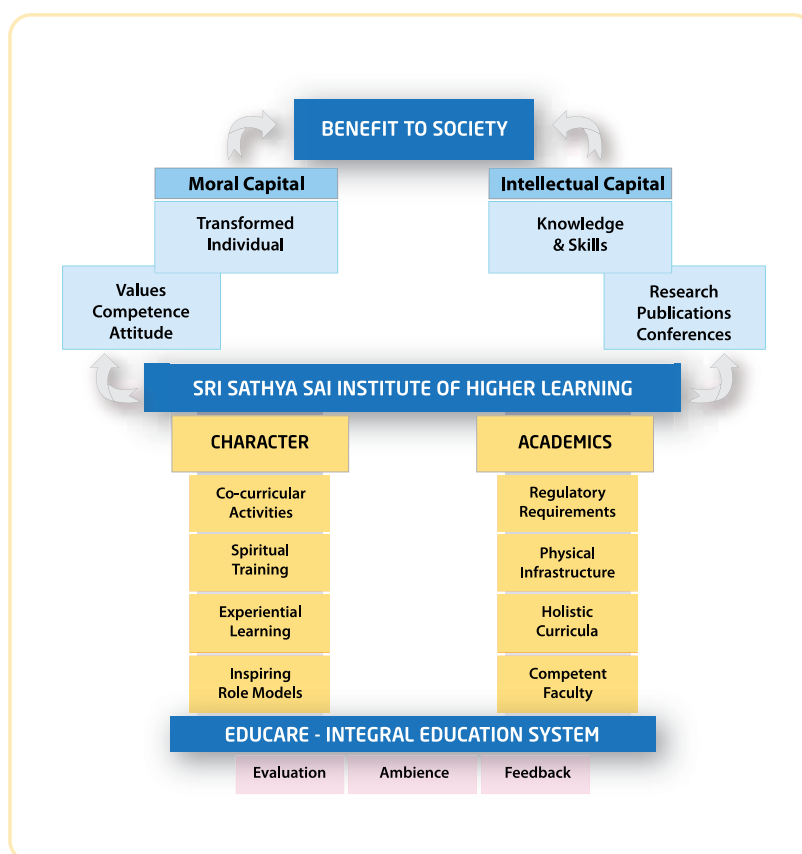 BENEFIT TO SOCIETY
Moral Capital
Transformed
Individual
Values
Competence
Attitude
Intellectual Capital
Knowledge
& Skills
Research
Publications
Conferences
SRI SATHYA SAI INSTITUTE OF HIGHER LEARNING
CHARACTER
Co-curricular
Activities
Spiritual
Training
Experiential
Learning
Inspiring
Role Models
ACADEMICS
Regulatory
Requirements
Physical
Infrastructure
Holistic
Curricula
Competent
Faculty
EDUCARE - INTEGRAL EDUCATION SYSTEM
Evaluation
Ambience
Feedback